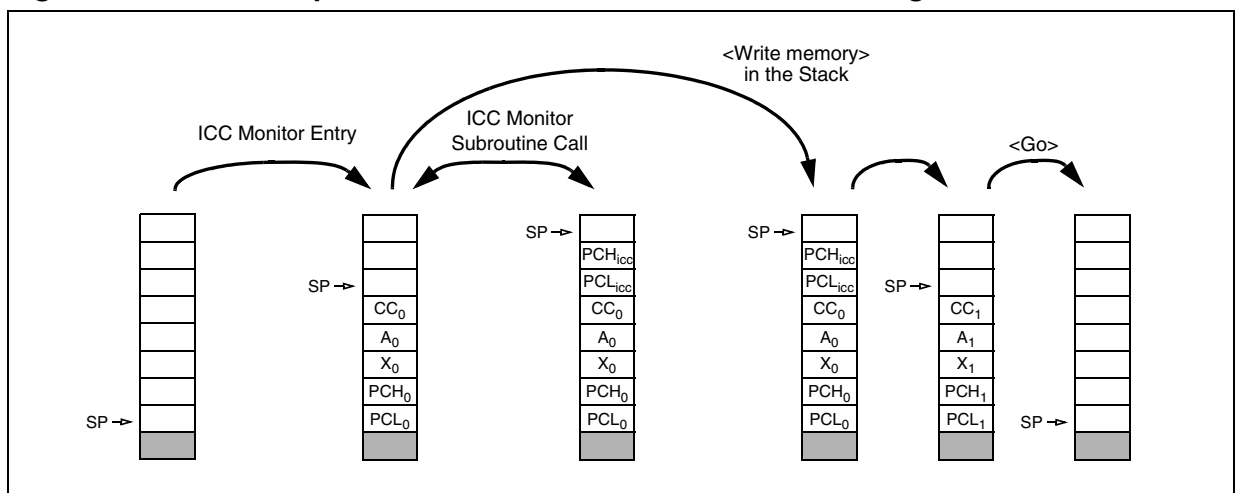 <Write memory>
in the Stack
ICC Monitor Entry
ICC Monitor
Subroutine Call
<Go>
SP SP
PCHicc PCHicc
SP PCLicc PCLicc SP
CC0 CC0 CC0 CC1
A0 A0 A0 A1
X0 X0 X0 X1
PCH0 PCH0 PCH0 PCH1
SP PCL0 PCL0 PCL0 PCL1 SP